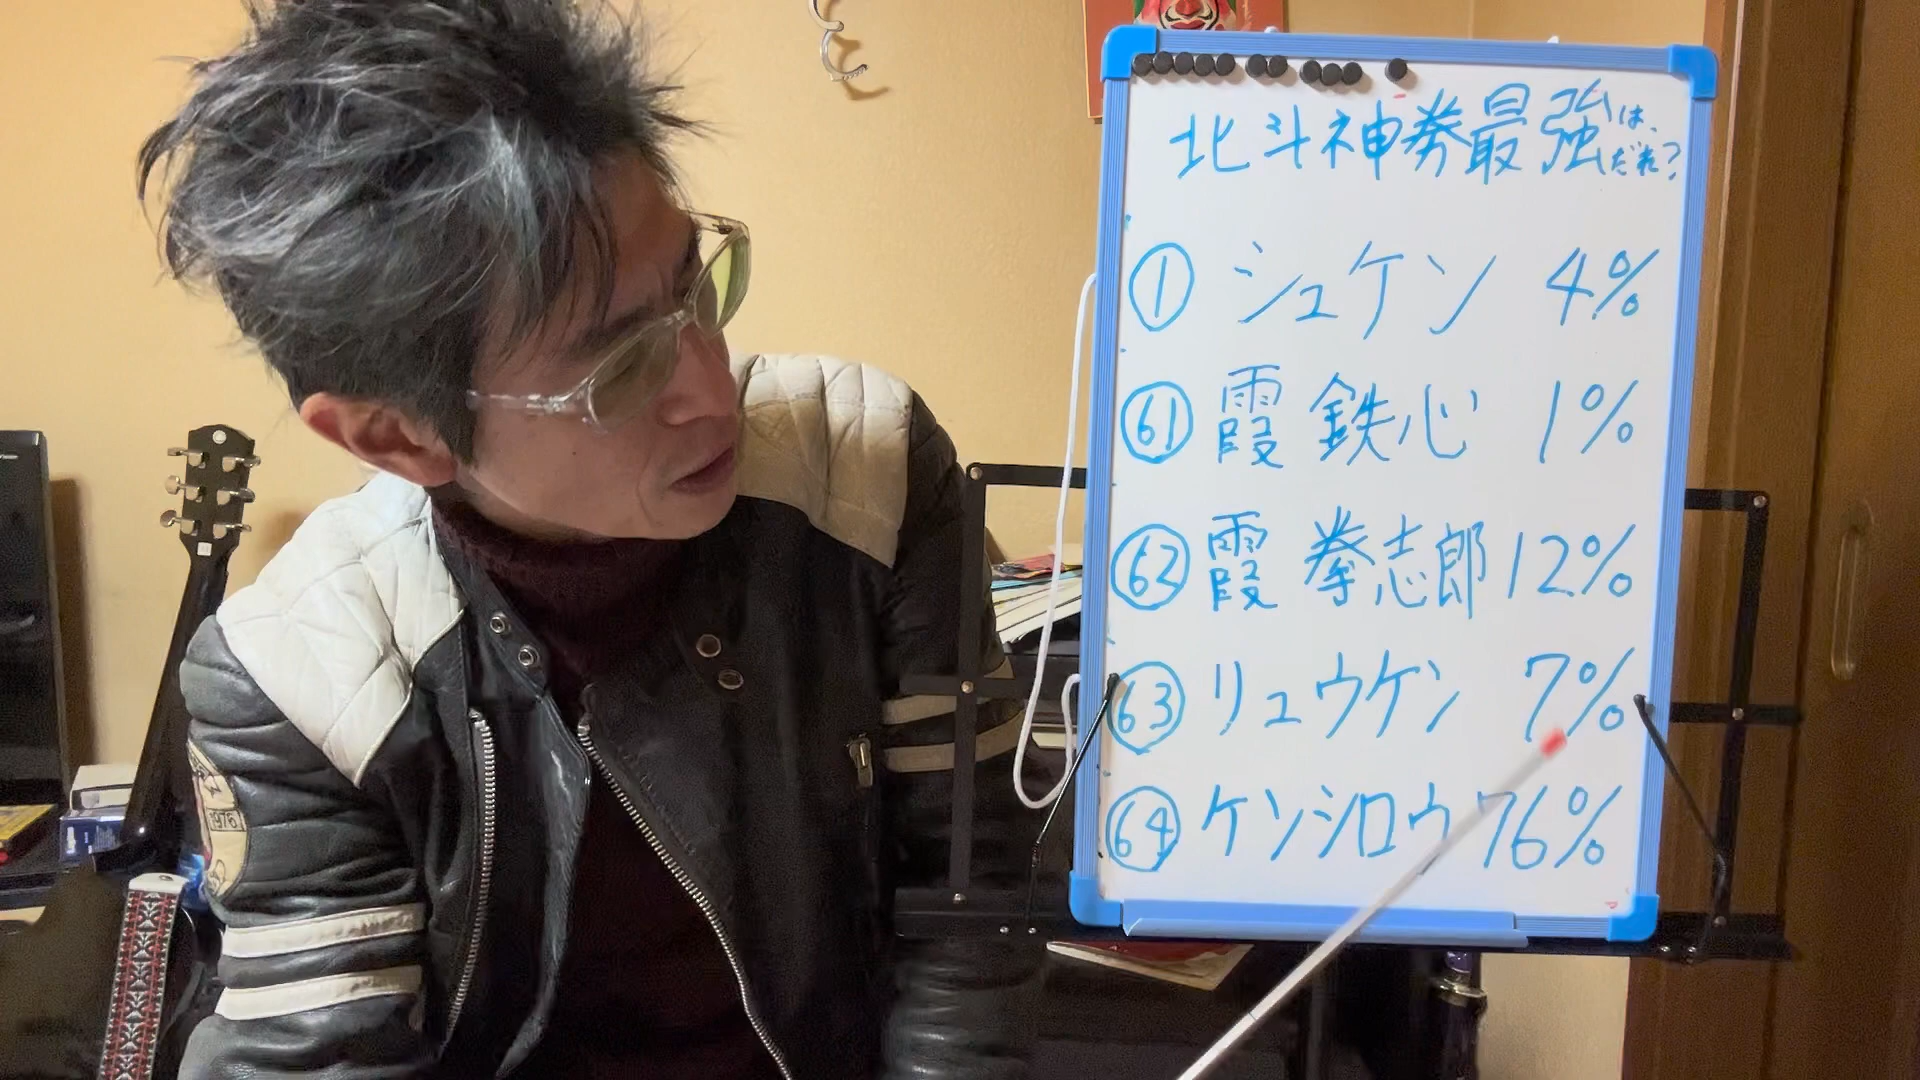 北斗神拳最強は、だれ?
① シュケン 4%
61 霞 鉄心 1%
62 霞 拳志郎 12%
63 リュウケン 7%
64 ケンシロウ 76%
1976